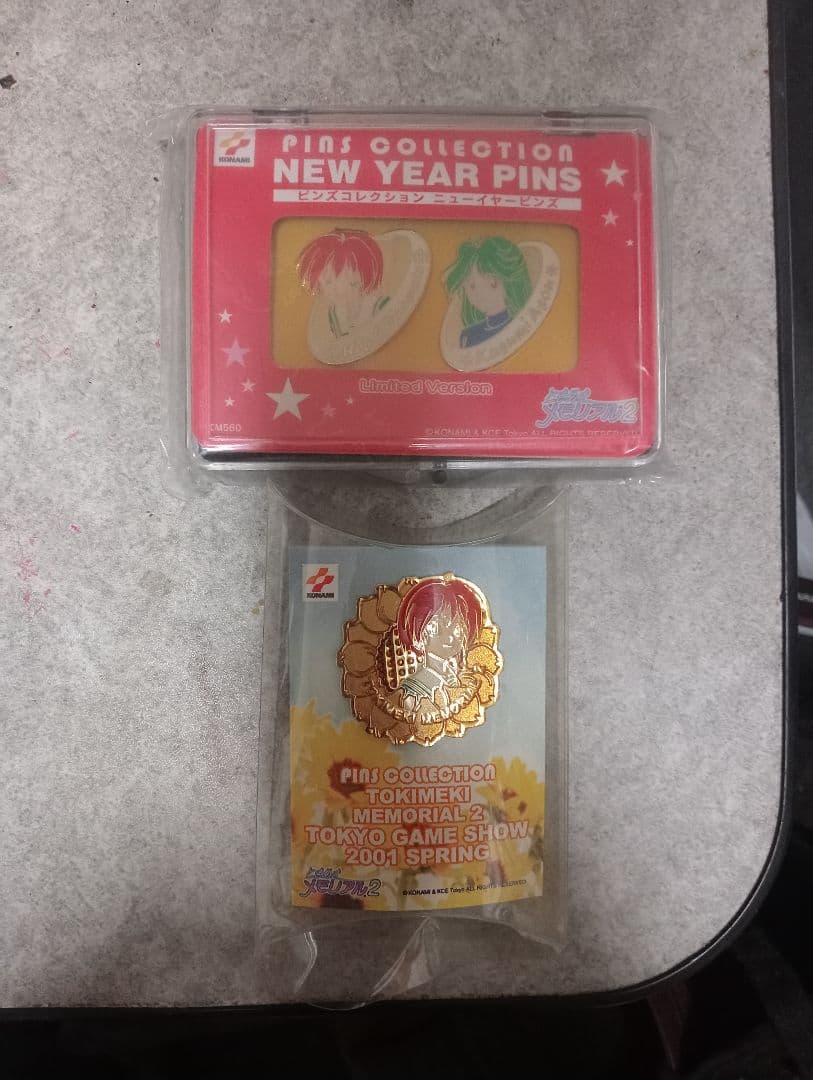 KONAMI
PINS COLLECTION
NEW YEAR PINS
ピンズコレクション ニューイヤーピンズ
Limited Version
ときめき
メモリアル2
©KONAMI & KCE Tokyo ALL RIGHTS RESERVED
KONAMI
MEMORIAL
PINS COLLECTION
TOKIMEKI
MEMORIAL 2
TOKYO GAME SHOW
2001 SPRING
ときめき
メモリアル2
©KONAMI & KCE Tokyo ALL RIGHTS RESERVED